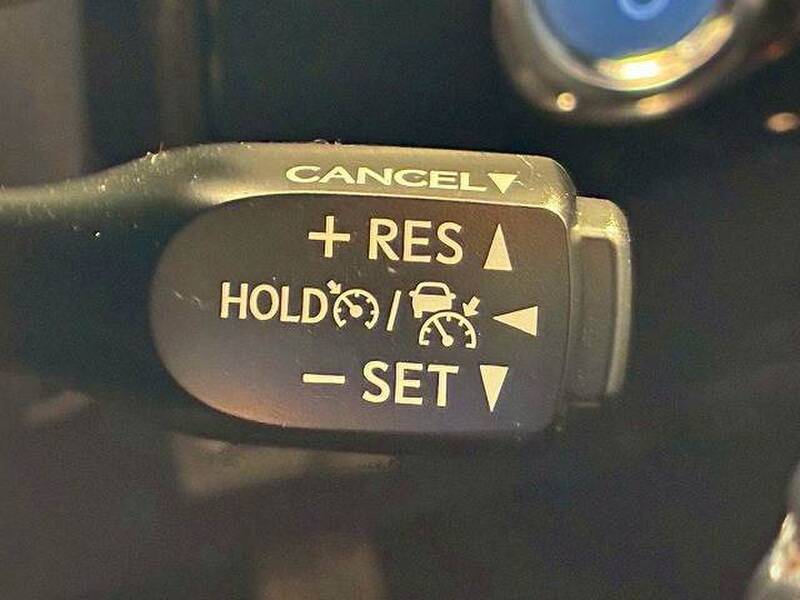 CANCEL▼
+ RES ▲
HOLD / ◀
− SET ▼